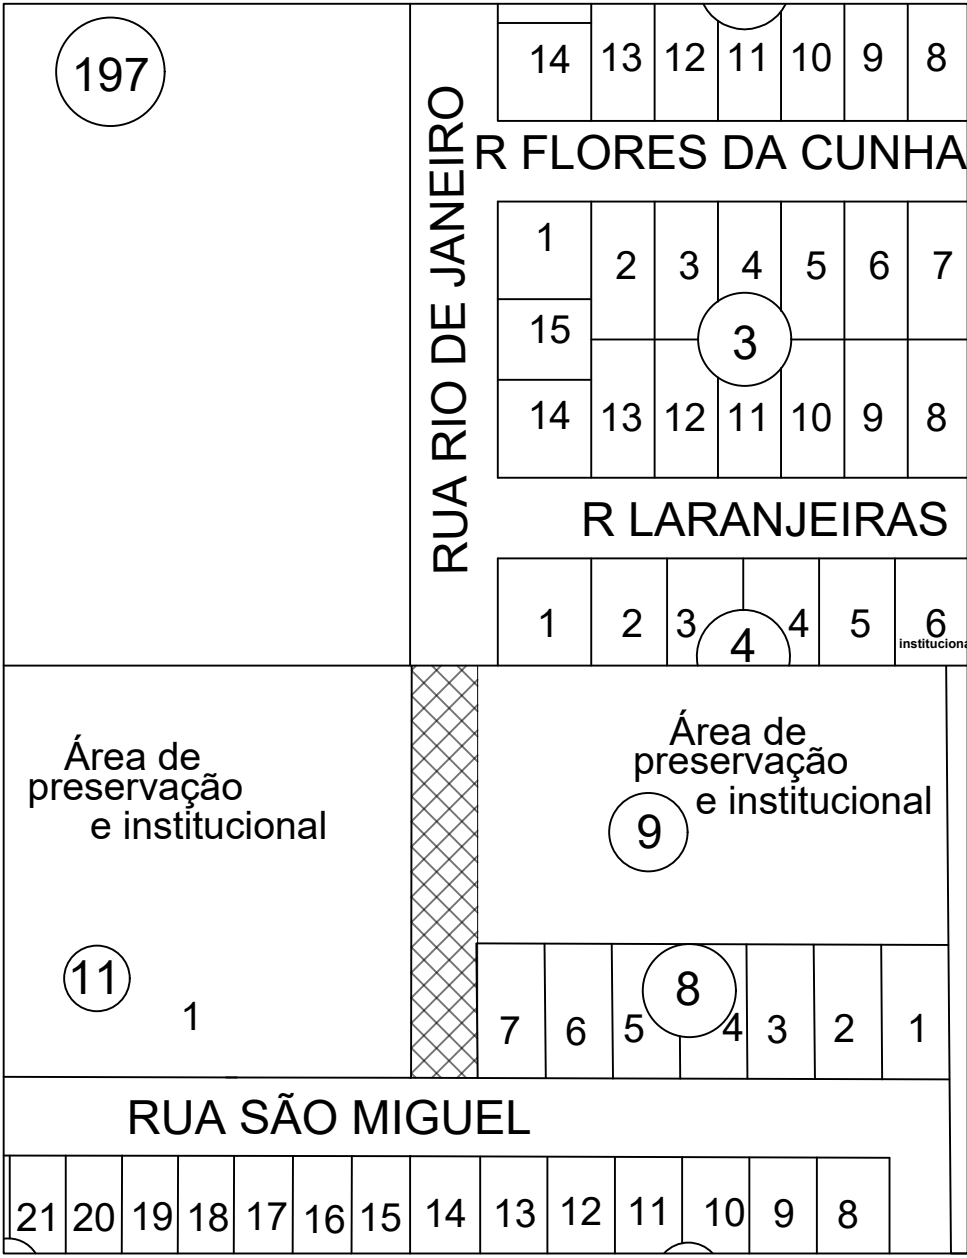 197
14 13 12 11 10 9 8
R FLORES DA CUNHA
RUA RIO DE JANEIRO
1 2 3 4 5 6 7
15
3
14 13 12 11 10 9 8
R LARANJEIRAS
1 2 3 4 5 6
4
instituciona
Área de
preservação
e institucional
11
1
Área de
preservação
e institucional
9
8
7 6 5 4 3 2 1
RUA SÃO MIGUEL
21 20 19 18 17 16 15 14 13 12 11 10 9 8